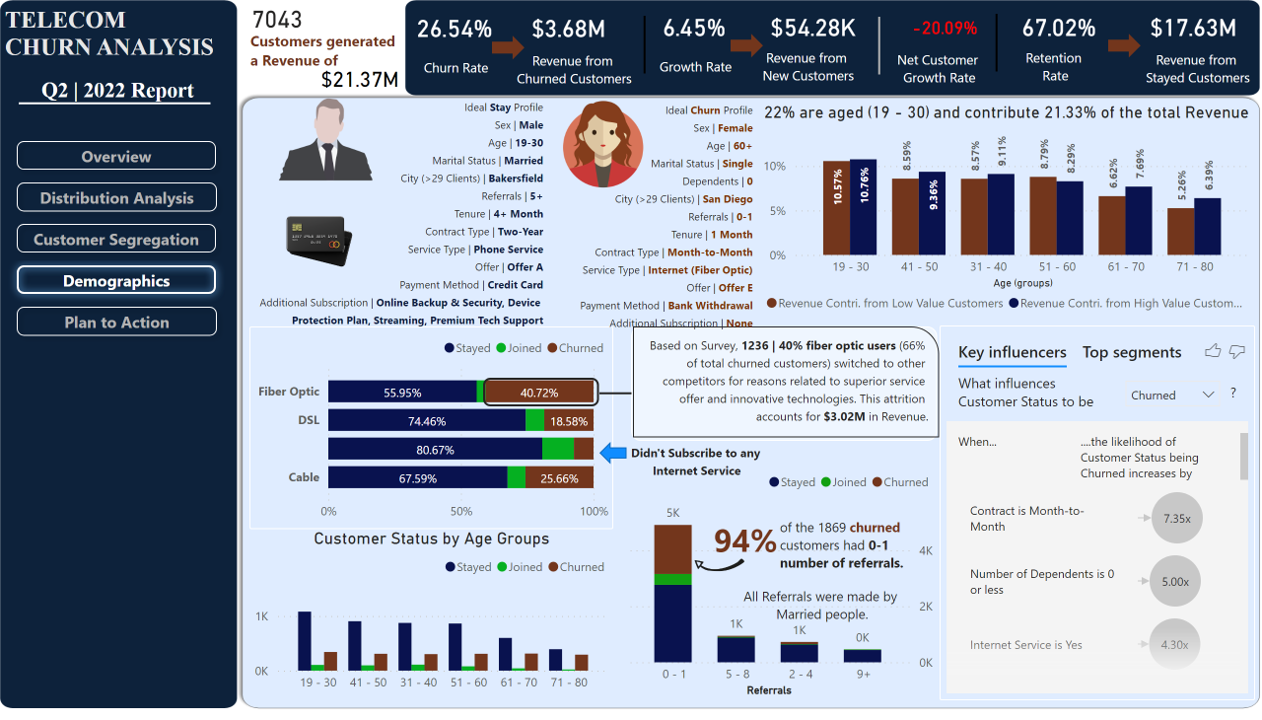 TELECOM
CHURN ANALYSIS
Q2 | 2022 Report
Overview
Distribution Analysis
Customer Segregation
Demographics
Plan to Action
7043
Customers generated
a Revenue of
$21.37M
26.54%
Churn Rate
$3.68M
Revenue from
Churned Customers
6.45%
Growth Rate
$54.28K
Revenue from
New Customers
-20.09%
Net Customer
Growth Rate
67.02%
Retention
Rate
$17.63M
Revenue from
Stayed Customers
Ideal Stay Profile
Sex | Male
Age | 19-30
Marital Status | Married
City (>29 Clients) | Bakersfield
Referrals | 5+
Tenure | 4+ Month
Contract Type | Two-Year
Service Type | Phone Service
Offer | Offer A
Payment Method | Credit Card
Additional Subscription | Online Backup & Security, Device
Protection Plan, Streaming, Premium Tech Support
Ideal Churn Profile
Sex | Female
Age | 60+
Marital Status | Single
Dependents | 0
City (>29 Clients) | San Diego
Referrals | 0-1
Tenure | 1 Month
Contract Type | Month-to-Month
Service Type | Internet (Fiber Optic)
Offer | Offer E
Payment Method | Bank Withdrawal
Additional Subscription | None
22% are aged (19 - 30) and contribute 21.33% of the total Revenue
10%
5%
0%
10.57%
10.76%
8.59%
9.36%
8.57%
9.11%
8.79%
8.29%
6.62%
7.69%
5.26%
6.39%
19 - 30
41 - 50
31 - 40
51 - 60
61 - 70
71 - 80
Age (groups)
Revenue Contri. from Low Value Customers
Revenue Contri. from High Value Custom...
Stayed
Joined
Churned
Fiber Optic
55.95%
40.72%
DSL
74.46%
18.58%
80.67%
Cable
67.59%
25.66%
0%
50%
100%
Based on Survey, 1236 | 40% fiber optic users (66%
of total churned customers) switched to other
competitors for reasons related to superior service
offer and innovative technologies. This attrition
accounts for $3.02M in Revenue.
Didn't Subscribe to any
Internet Service
Customer Status by Age Groups
Stayed
Joined
Churned
1K
0K
19 - 30
41 - 50
31 - 40
51 - 60
61 - 70
71 - 80
Stayed
Joined
Churned
5K
1K
1K
0K
94%
of the 1869 churned
customers had 0-1
number of referrals.
All Referrals were made by
Married people.
4K
2K
0K
0 - 1
5 - 8
2 - 4
9+
Referrals
Key influencers
Top segments
What influences
Customer Status to be
Churned
?
When...
....the likelihood of
Customer Status being
Churned increases by
Contract is Month-to-
Month
7.35x
Number of Dependents is 0
or less
5.00x
Internet Service is Yes
4.30x